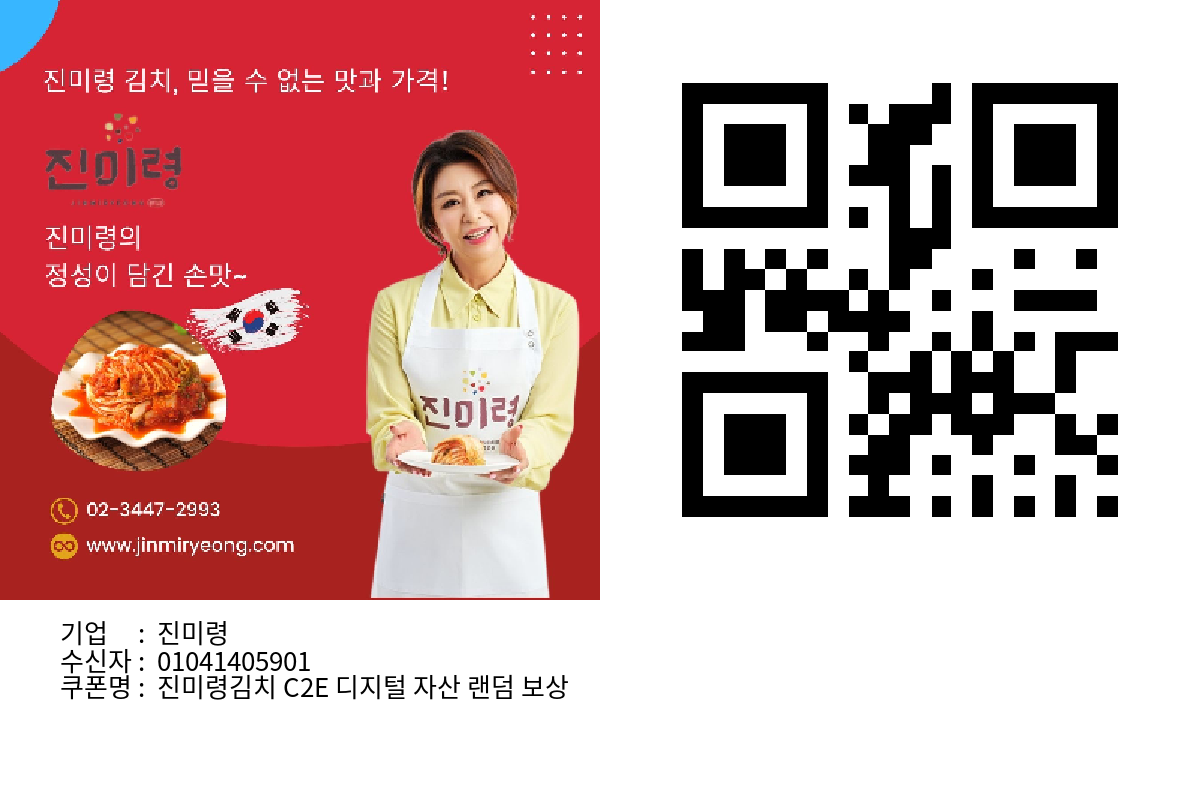 진미령 김치, 믿을 수 없는 맛과 가격!
진미령
진미령의
정성이 담긴 손맛~
진미령
02-3447-2993
www.jinmiryeong.com
기업 : 진미령
수신자 : 01041405901
쿠폰명 : 진미령김치 C2E 디지털 자산 랜덤 보상